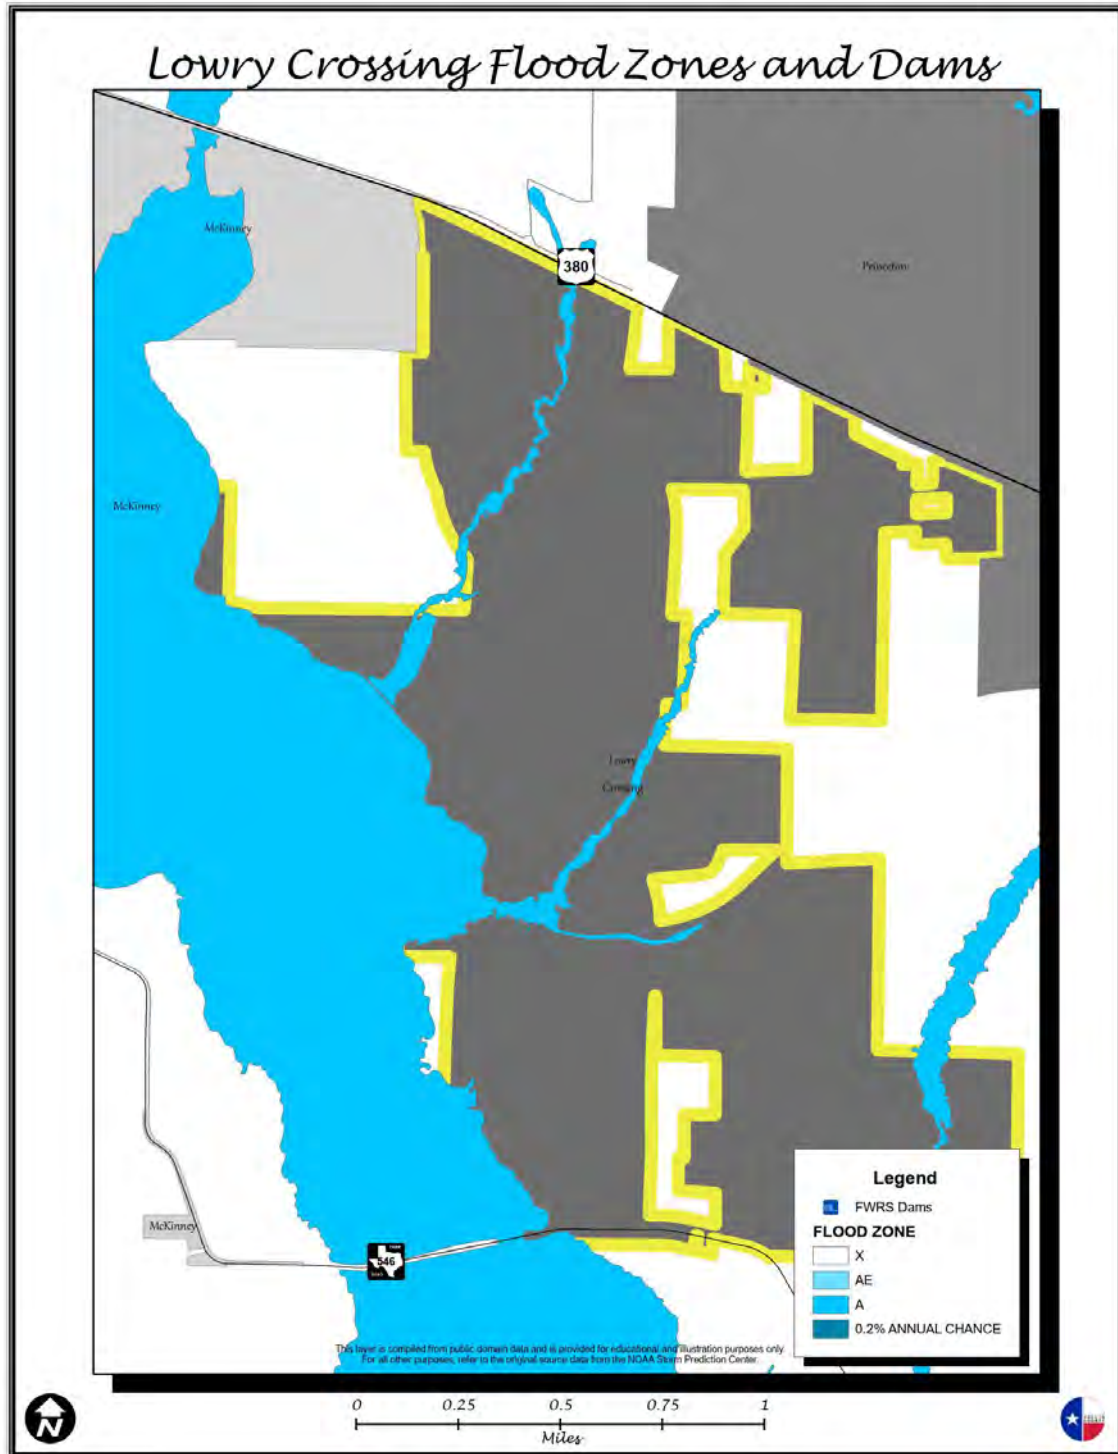 Lowry Crossing Flood Zones and Dams
McKinney
380
Princeton
McKinney
Lowry
Crossing
McKinney
546
Legend
FWRS Dams
FLOOD ZONE
X
AE
A
0.2% ANNUAL CHANCE
This layer is compiled from public domain data and is provided for educational and illustration purposes only.
For all other purposes, refer to the original source data from the NOAA Storm Prediction Center.
N
0 0.25 0.5 0.75 1
Miles